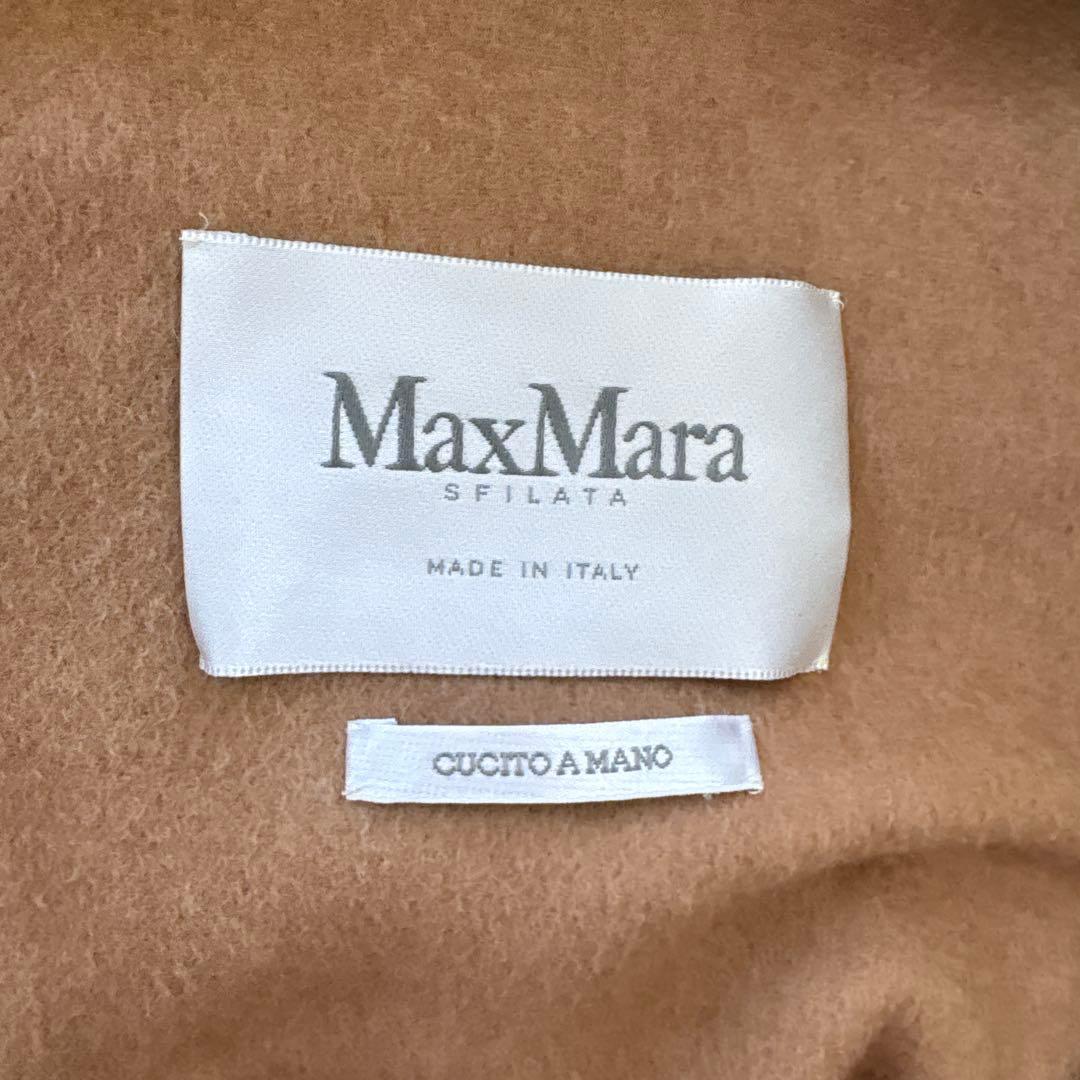 MaxMara
SFILATA
MADE IN ITALY
CUCITO A MANO